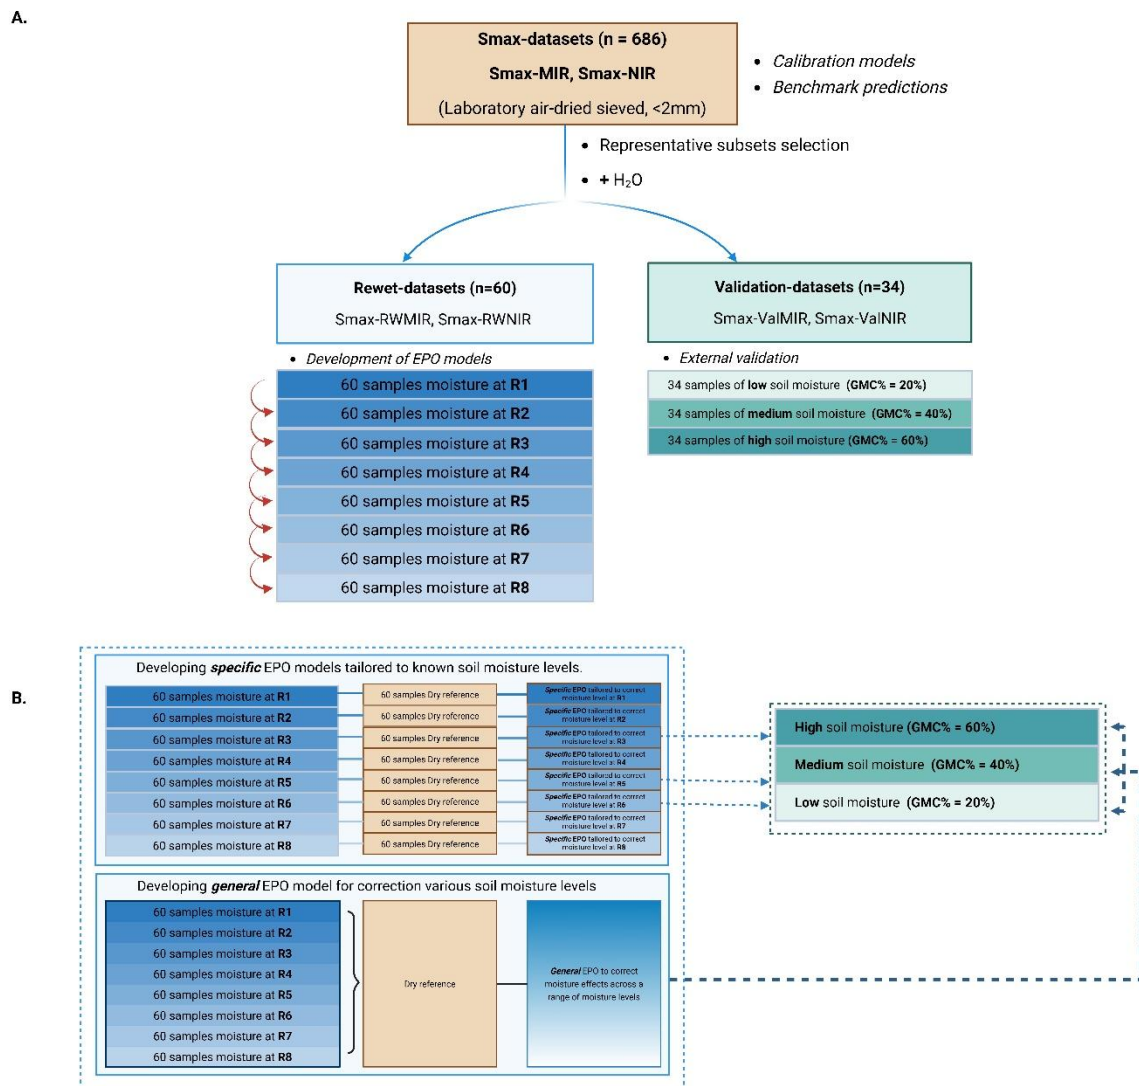 A.
Smax-datasets (n = 686)
Smax-MIR, Smax-NIR
(Laboratory air-dried sieved, <2mm)
• Calibration models
• Benchmark predictions
• Representative subsets selection
• + H₂O
Rewet-datasets (n=60)
Smax-RWMIR, Smax-RWNIR
Validation-datasets (n=34)
Smax-ValMIR, Smax-ValNIR
• Development of EPO models
60 samples moisture at R1
60 samples moisture at R2
60 samples moisture at R3
60 samples moisture at R4
60 samples moisture at R5
60 samples moisture at R6
60 samples moisture at R7
60 samples moisture at R8
• External validation
34 samples of low soil moisture (GMC% = 20%)
34 samples of medium soil moisture (GMC% = 40%)
34 samples of high soil moisture (GMC% = 60%)
B.
Developing specific EPO models tailored to known soil moisture levels.
60 samples moisture at R1
60 samples Dry reference
Specific EPO tailored to correct
moisture level at R1
60 samples moisture at R2
60 samples Dry reference
Specific EPO tailored to correct
moisture level at R2
60 samples moisture at R3
60 samples Dry reference
Specific EPO tailored to correct
moisture level at R3
60 samples moisture at R4
60 samples Dry reference
Specific EPO tailored to correct
moisture level at R4
60 samples moisture at R5
60 samples Dry reference
Specific EPO tailored to correct
moisture level at R5
60 samples moisture at R6
60 samples Dry reference
Specific EPO tailored to correct
moisture level at R6
60 samples moisture at R7
60 samples Dry reference
Specific EPO tailored to correct
moisture level at R7
60 samples moisture at R8
60 samples Dry reference
Specific EPO tailored to correct
moisture level at R8
High soil moisture (GMC% = 60%)
Medium soil moisture (GMC% = 40%)
Low soil moisture (GMC% = 20%)
Developing general EPO model for correction various soil moisture levels
60 samples moisture at R1
60 samples moisture at R2
60 samples moisture at R3
60 samples moisture at R4
60 samples moisture at R5
60 samples moisture at R6
60 samples moisture at R7
60 samples moisture at R8
Dry reference
General EPO to correct
moisture effects across a
range of moisture levels